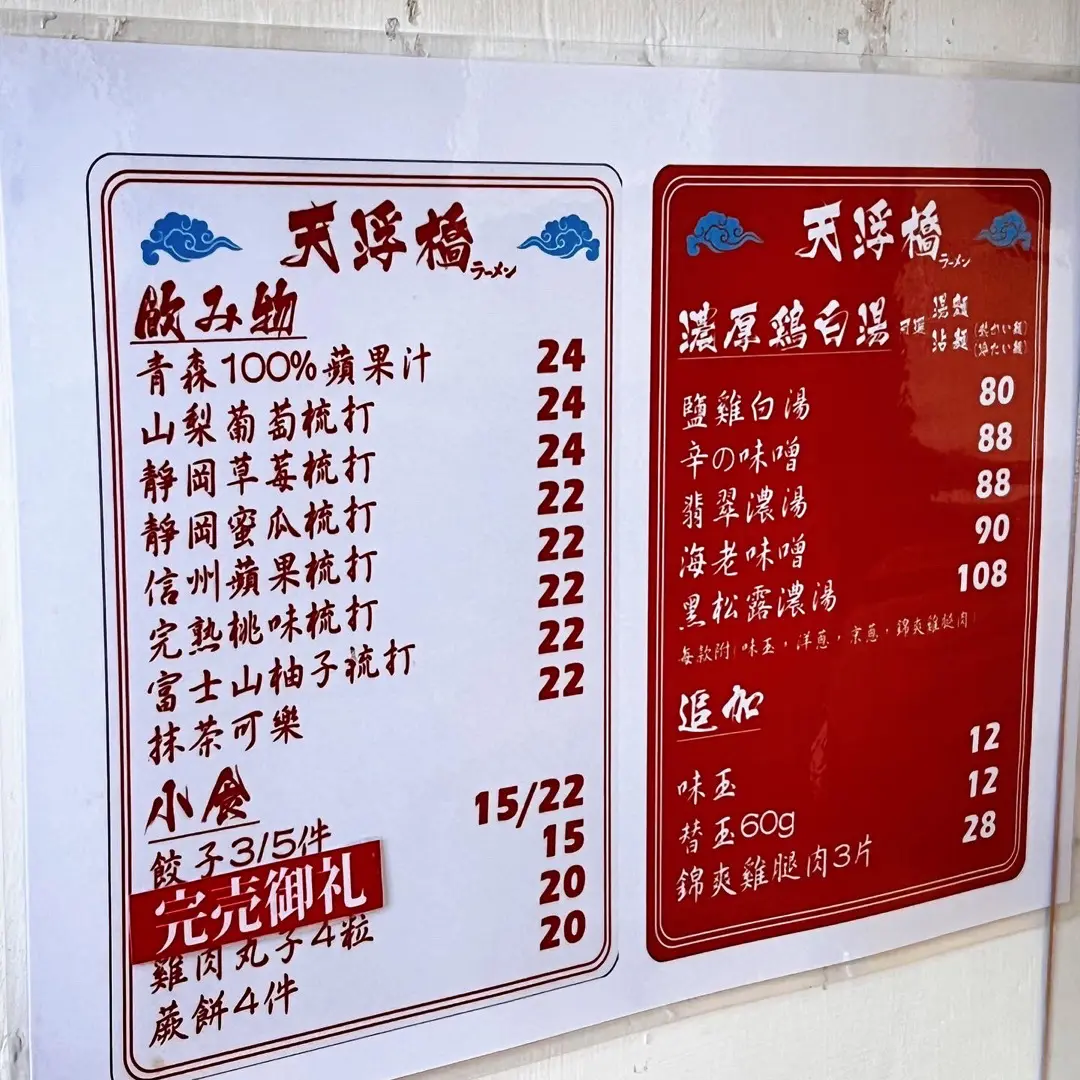 天浮橋
ラーメン
飲み物
青森100%蘋果汁 24
山梨葡萄梳打 24
靜岡草莓梳打 24
靜岡蜜瓜梳打 22
信州蘋果梳打 22
完熟桃味梳打 22
富士山柚子梳打 22
抹茶可樂 22
小食
餃子3/5件 15/22
完売御礼 15
雞肉丸子4粒 20
蕨餅4件 20
天浮橋
ラーメン
濃厚鶏白湯 可選 湯麵
沾麵
鹽雞白湯 80
辛の味噌 88
翡翠濃湯 88
海老味噌 90
黑松露濃湯 108
每款附 味玉,洋蔥,京蔥,錦爽雞腿肉
追加
味玉 12
替玉60g 12
錦爽雞腿肉3片 28